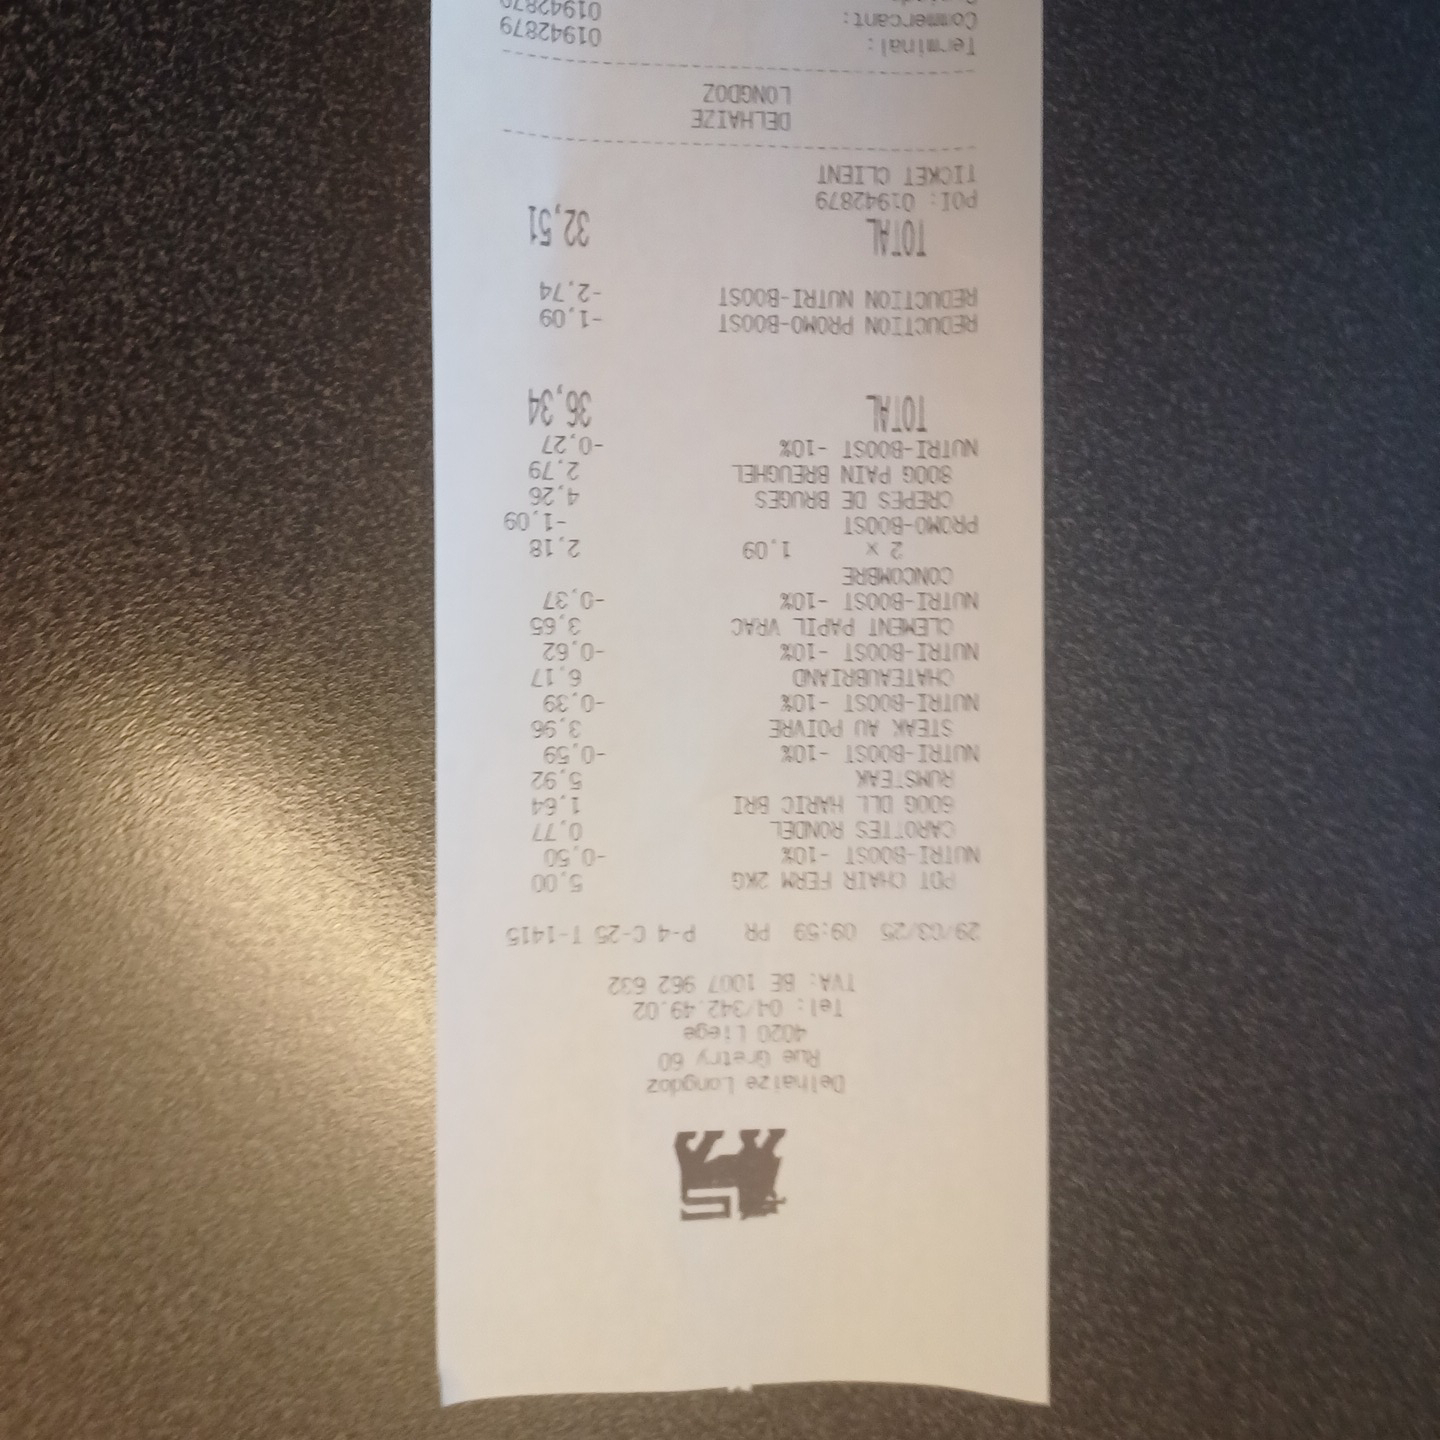 Delhaize Longdoz
Rue Gretry 60
4020 Liege
Tel: 04/342.49.02
TVA: BE 1007 962 632
29/03/25 09:59 PR P-4 C-25 T-1415
PDT CHAIR FERM 2KG 5,00
NUTRI-BOOST -10% -0,50
CAROTTES RONDEL 0,77
600G DLL HARIC BRI 1,64
RUMSTEAK 5,92
NUTRI-BOOST -10% -0,59
STEAK AU POIVRE 3,96
NUTRI-BOOST -10% -0,39
CHATEAUBRIAND 6,17
NUTRI-BOOST -10% -0,62
CLEMENT PAPIL VRAC 3,65
NUTRI-BOOST -10% -0,37
CONCOMBRE
2 x 1,09 2,18
PROMO-BOOST -1,09
CREPES DE BRUGES 4,26
800G PAIN BREUGHEL 2,79
NUTRI-BOOST -10% -0,27
TOTAL 36,34
REDUCTION PROMO-BOOST -1,09
REDUCTION NUTRI-BOOST -2,74
TOTAL 32,51
POI: 01942879
TICKET CLIENT
DELHAIZE
LONGDOZ
Terminal: 01942879
Commercant: 01942879